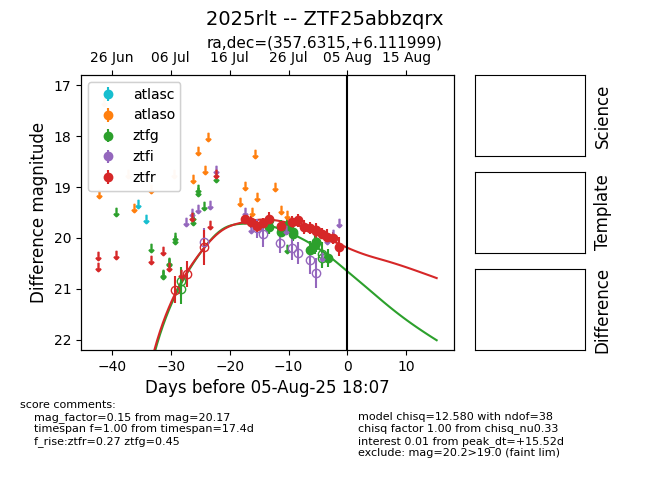 2025rlt -- ZTF25abbzqrx
ra,dec=(357.6315,+6.111999)
26 Jun 06 Jul 16 Jul 26 Jul 05 Aug 15 Aug
17
18
19
20
21
22
Difference magnitude
atlasc
atlaso
ztfg
ztfi
ztfr
−40 −30 −20 −10 0 10
Days before 05-Aug-25 18:07
Science
Template
Difference
score comments:
mag_factor=0.15 from mag=20.17
timespan f=1.00 from timespan=17.4d
f_rise:ztfr=0.27 ztfg=0.45
model chisq=12.580 with ndof=38
chisq factor 1.00 from chisq_nu0.33
interest 0.01 from peak_dt=+15.52d
exclude: mag=20.2>19.0 (faint lim)